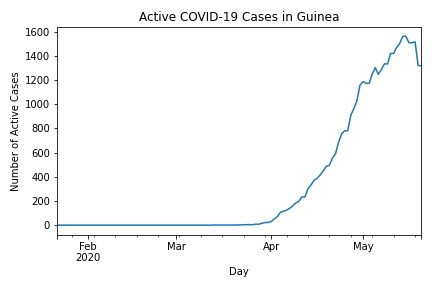 Active COVID-19 Cases in Guinea
Number of Active Cases
1600
1400
1200
1000
800
600
400
200
0
Feb Mar Apr May
2020
Day